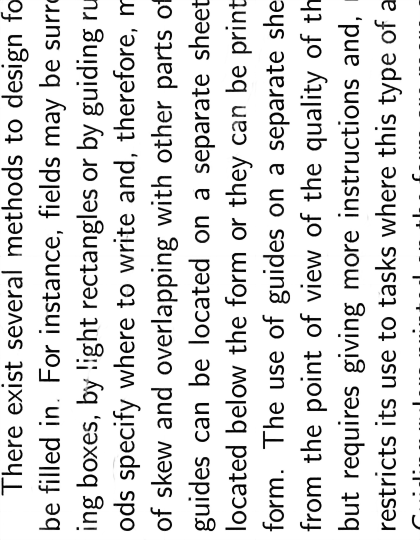 There exist several methods to design fo
be filled in. For instance, fields may be surro
ing boxes, by light rectangles or by guiding ru
ods specify where to write and, therefore, m
of skew and overlapping with other parts of
guides can be located on a separate sheet
located below the form or they can be print
form. The use of guides on a separate she
from the point of view of the quality of th
but requires giving more instructions and,
restricts its use to tasks where this type of a